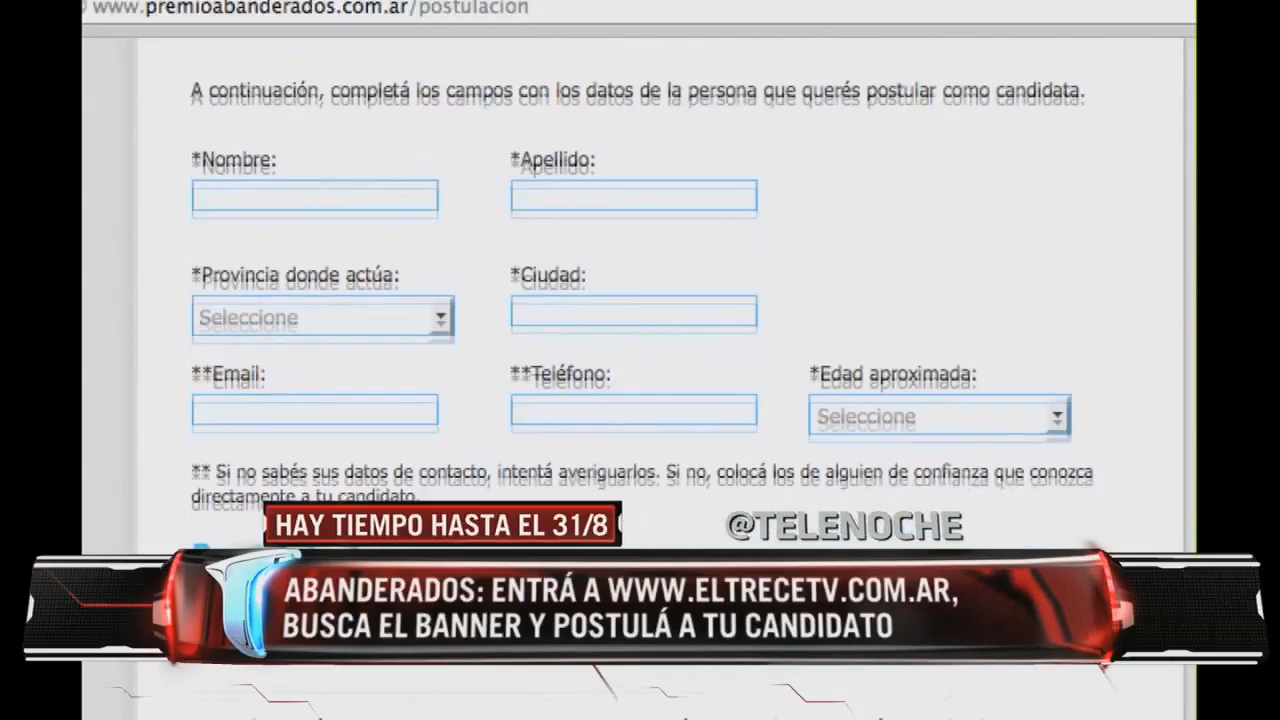 www.premioabanderados.com.ar/postulacion
A continuación, completá los campos con los datos de la persona que querés postular como candidata.
*Nombre: *Apellido:
*Provincia donde actúa: *Ciudad:
Seleccione
**Email: **Teléfono: *Edad aproximada:
Seleccione
** Si no sabés sus datos de contacto, intentá averiguarlos. Si no, colocá los de alguien de confianza que conozca
directamente a tu candidato.
HAY TIEMPO HASTA EL 31/8 @TELENOCHE
ABANDERADOS: ENTRÁ A WWW.ELTRECETV.COM.AR,
BUSCA EL BANNER Y POSTULÁ A TU CANDIDATO